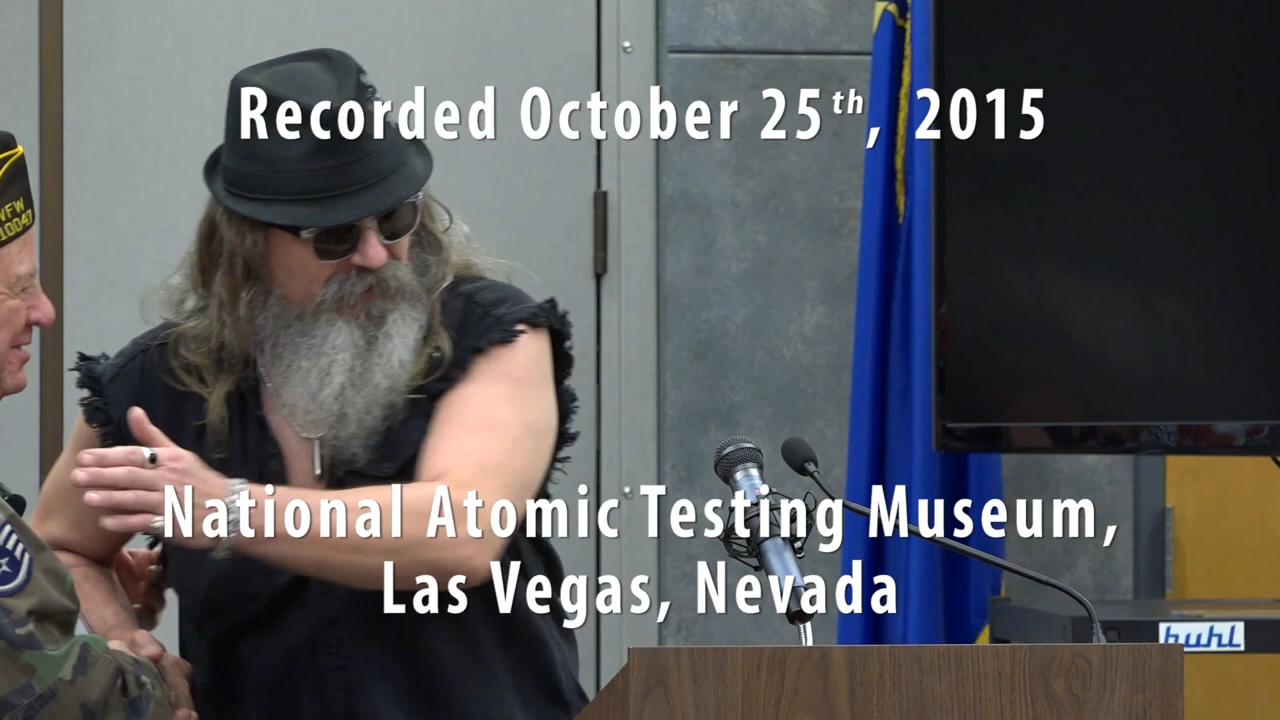 Recorded October 25th, 2015
VFW
10047
National Atomic Testing Museum,
Las Vegas, Nevada
buhl